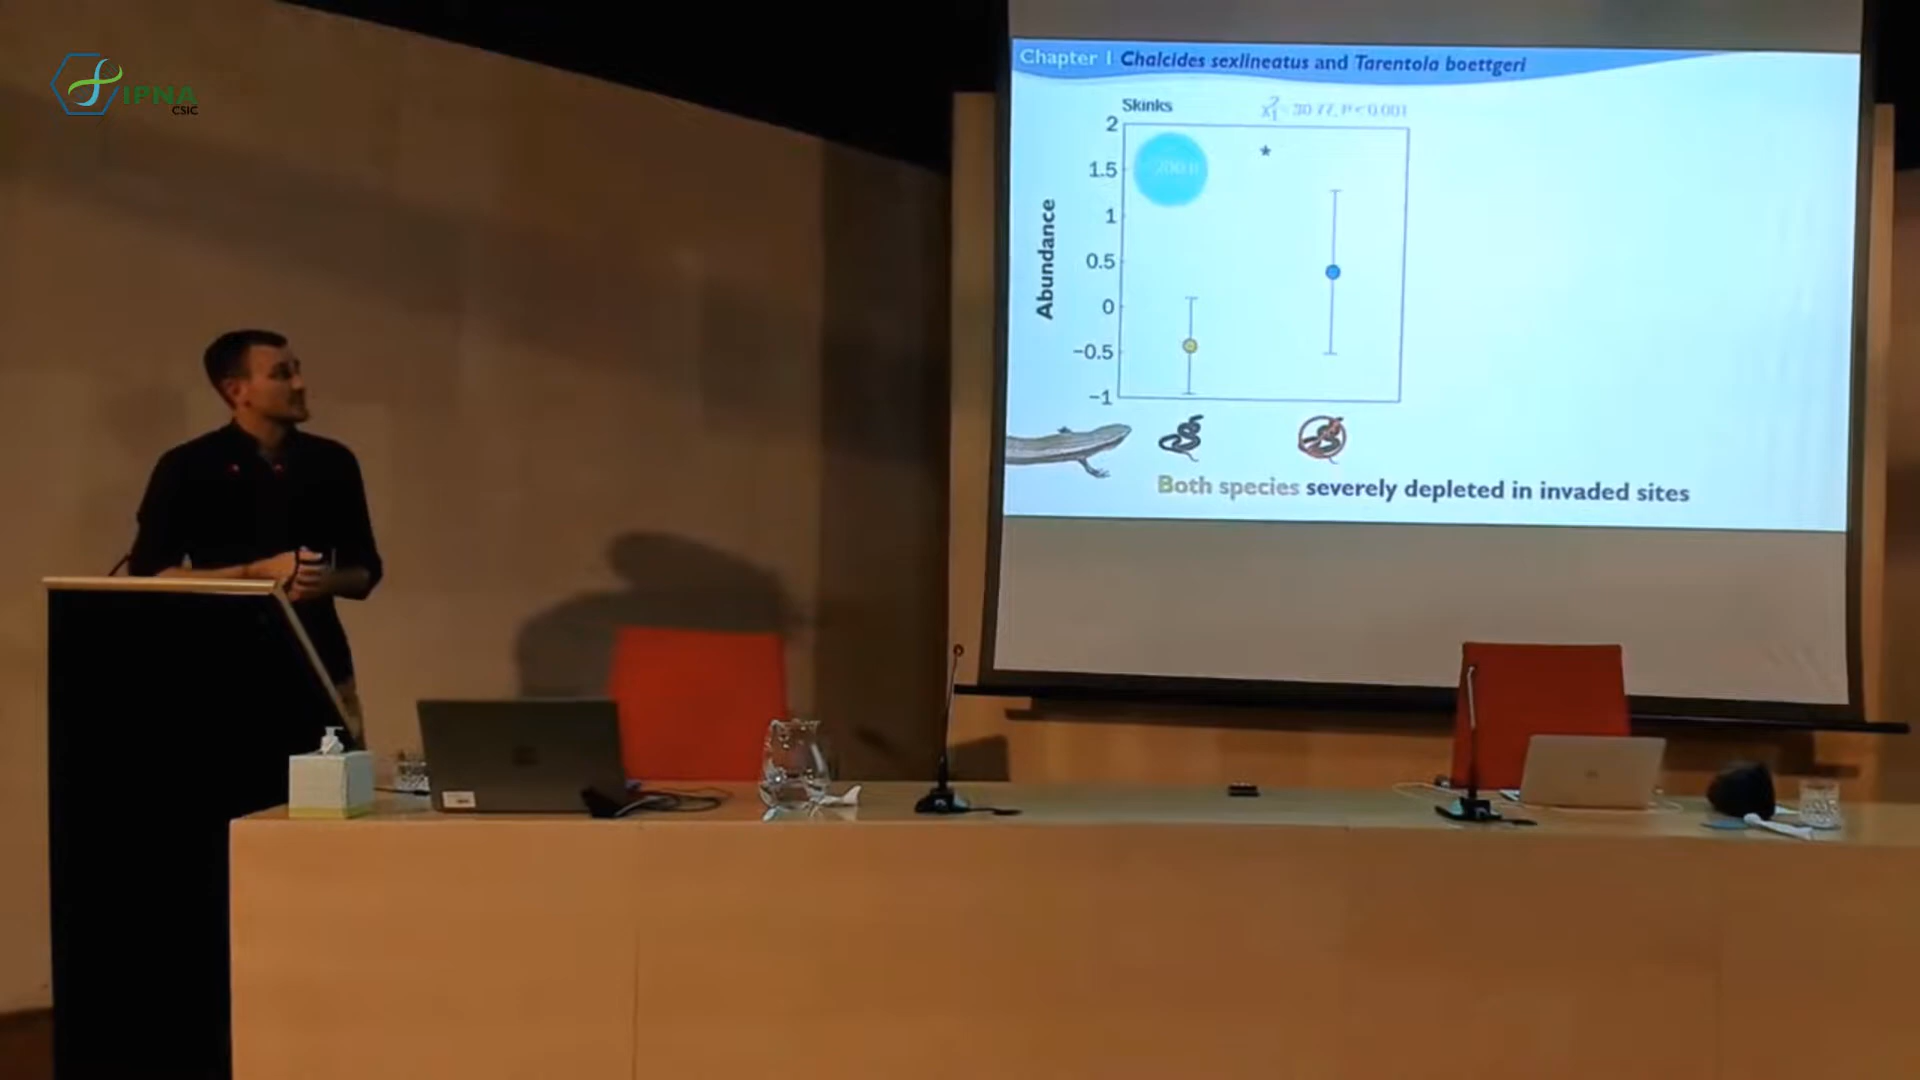 IPNA
CSIC
Chapter 1 Chalcides sexlineatus and Tarentola boettgeri
Skinks
2
1.5
1
0.5
0
−0.5
−1
*
Abundance
Both species severely depleted in invaded sites